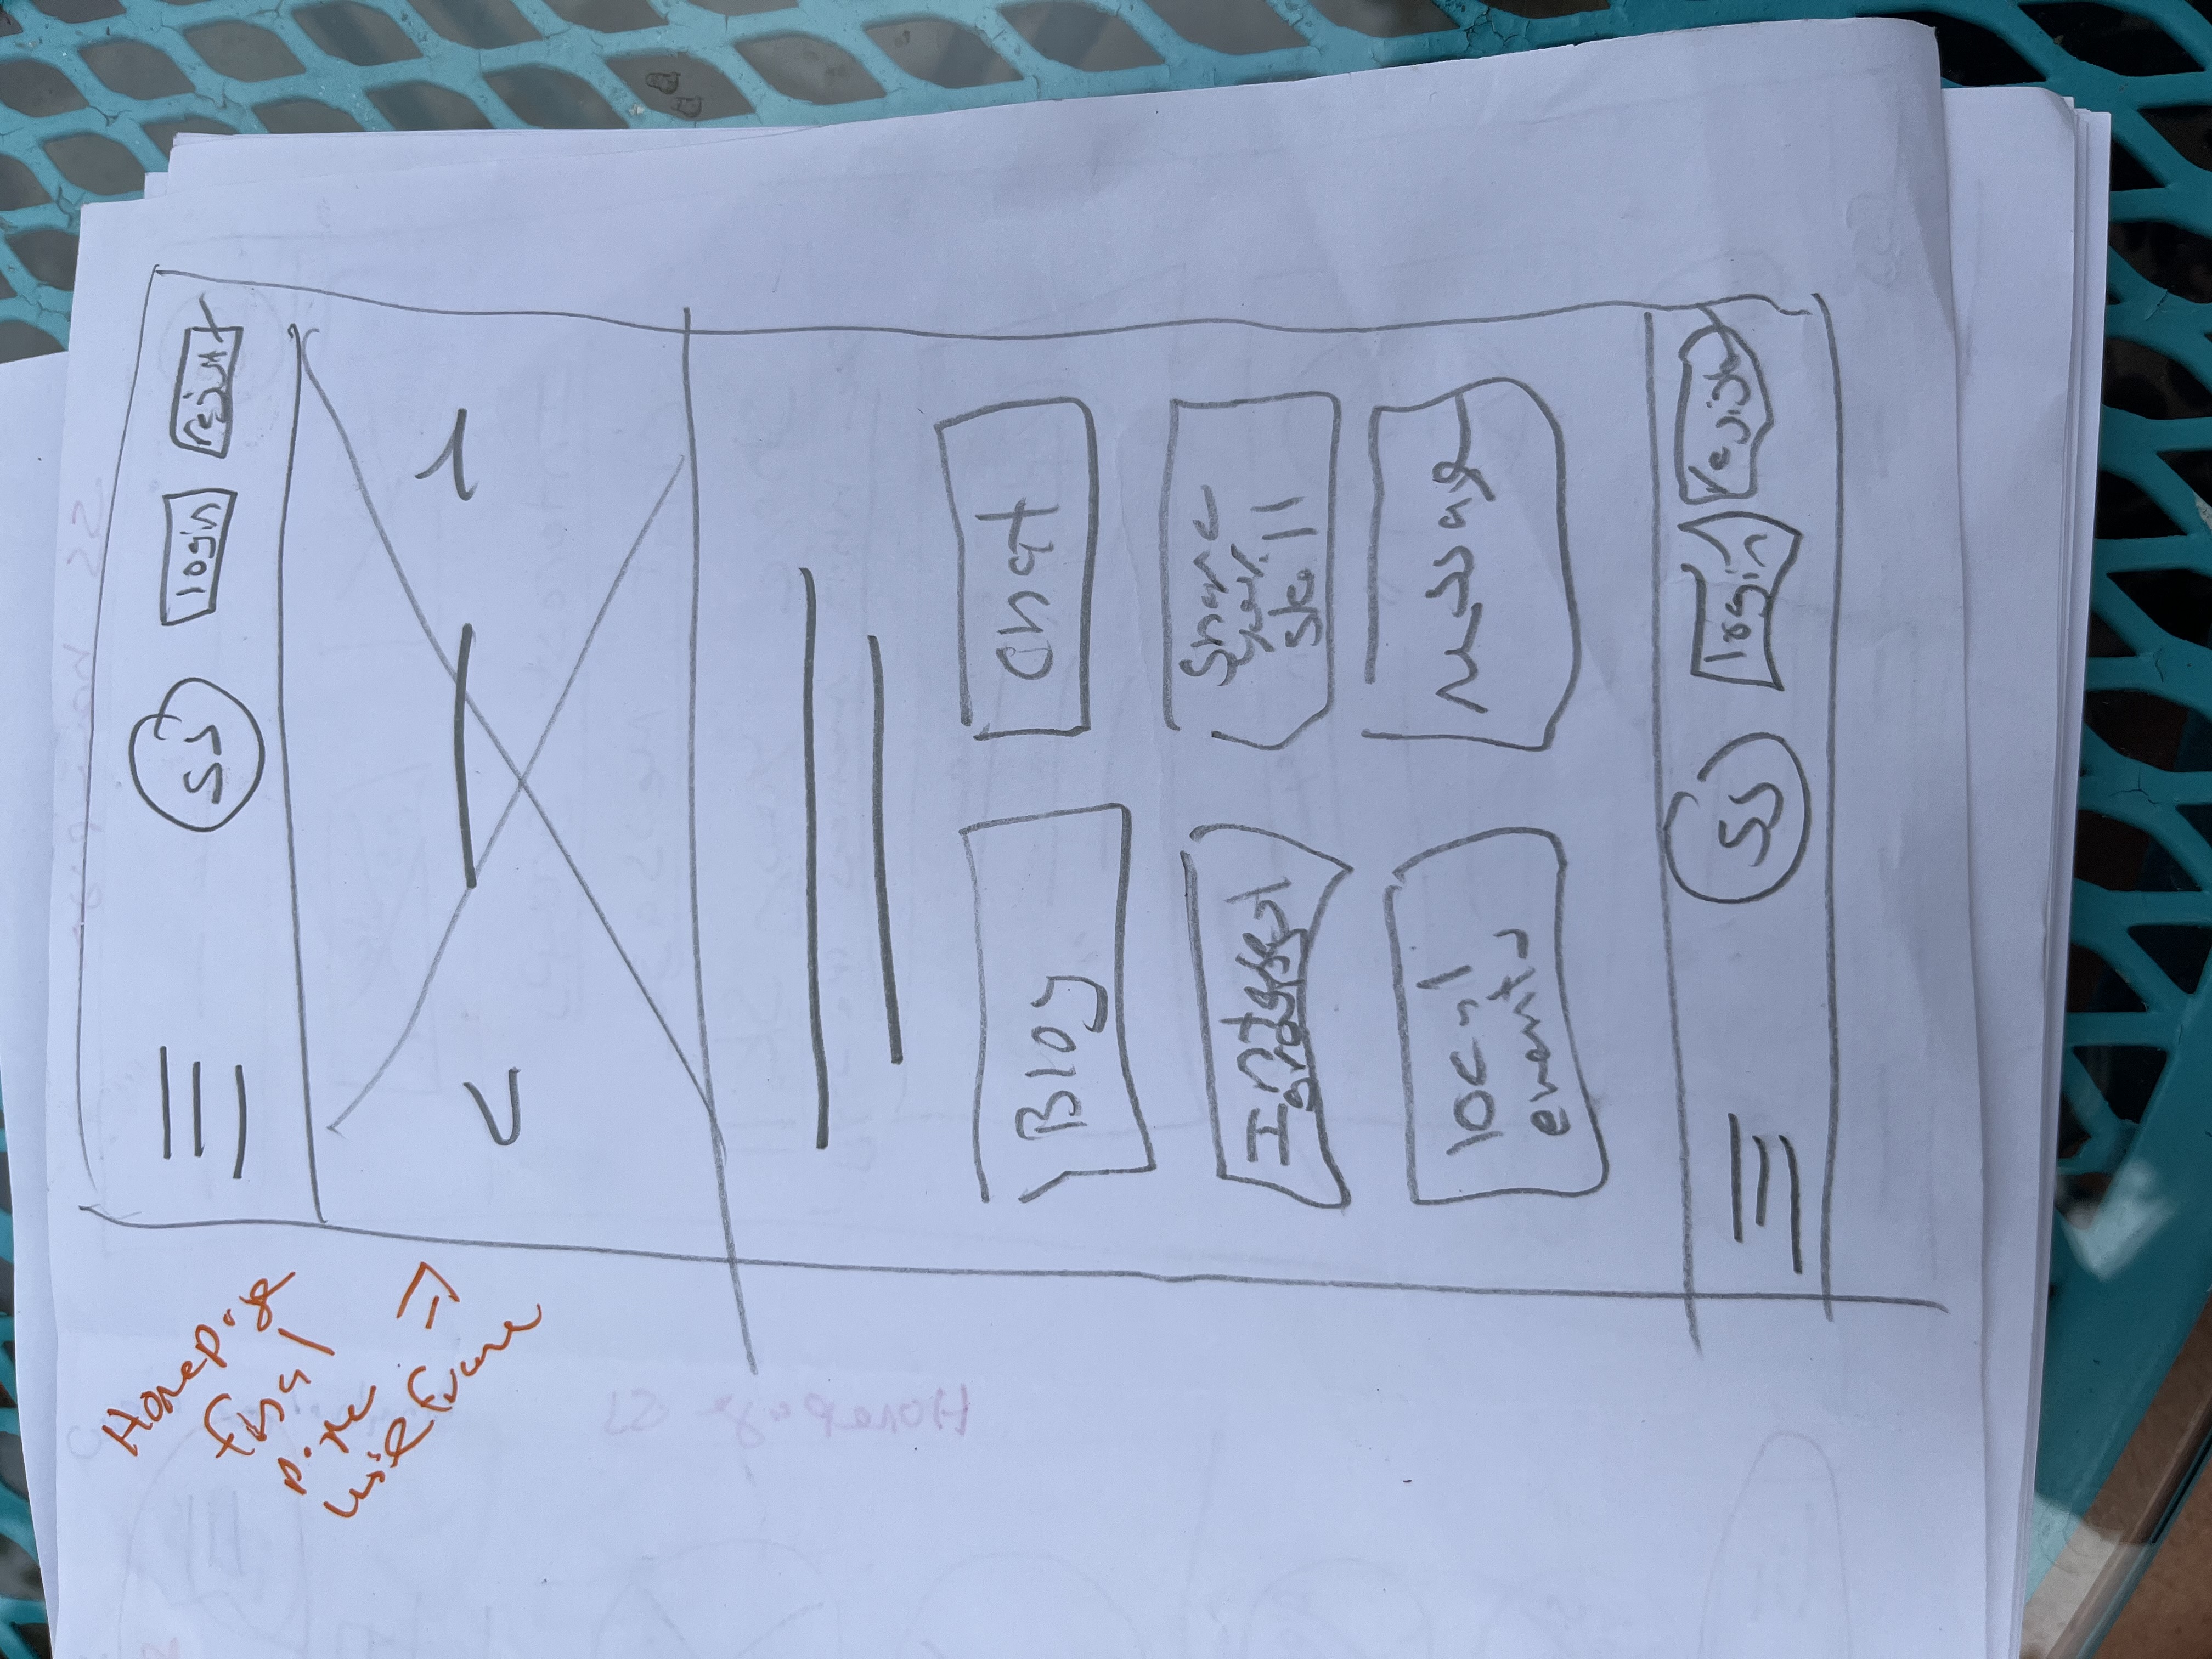 Homepage
final
paper
wireframe
SS
login
register
Blog
Chat
Interest
groups
Share
your
skill
local
events
message
SS
login
register